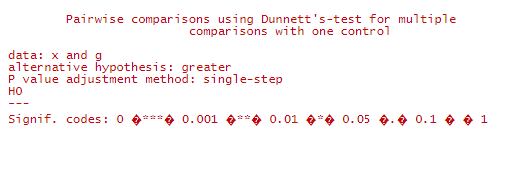 Pairwise comparisons using Dunnett's-test for multiple
comparisons with one control
data: x and g
alternative hypothesis: greater
P value adjustment method: single-step
H0
---
Signif. codes: 0 �***� 0.001 �**� 0.01 �*� 0.05 �.� 0.1 � � 1